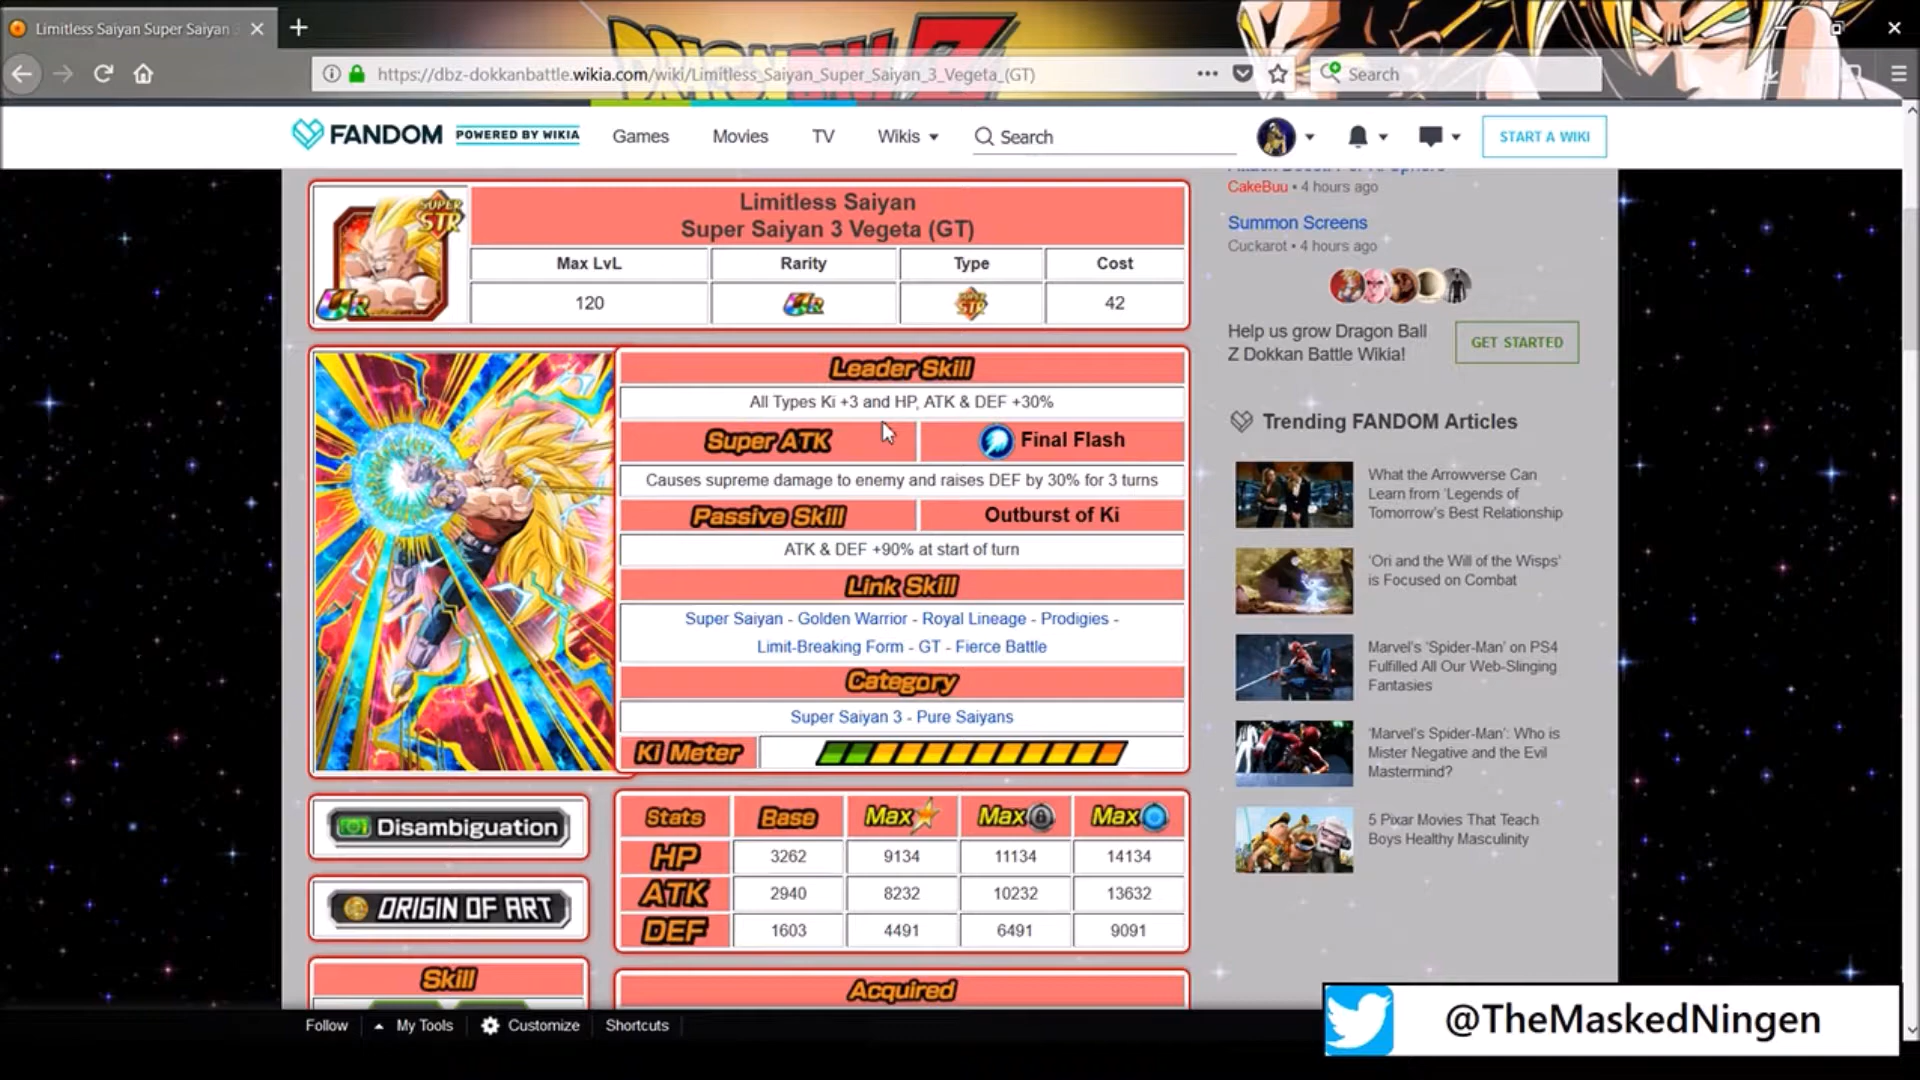 Limitless Saiyan Super Saiyan
https://dbz-dokkanbattle.wikia.com/wiki/Limitless_Saiyan_Super_Saiyan_3_Vegeta_(GT)
Search
FANDOM POWERED BY WIKIA
Games
Movies
TV
Wikis
Search
START A WIKI
Limitless Saiyan
Super Saiyan 3 Vegeta (GT)
SUPER STR
UR
Max LvL
Rarity
Type
Cost
120
UR
SUPER STR
42
Leader Skill
All Types Ki +3 and HP, ATK & DEF +30%
Super ATK
Final Flash
Causes supreme damage to enemy and raises DEF by 30% for 3 turns
Passive Skill
Outburst of Ki
ATK & DEF +90% at start of turn
Link Skill
Super Saiyan - Golden Warrior - Royal Lineage - Prodigies -
Limit-Breaking Form - GT - Fierce Battle
Category
Super Saiyan 3 - Pure Saiyans
Ki Meter
Disambiguation
ORIGIN OF ART
Skill
Stats Base Max Max Max
HP 3262 9134 11134 14134
ATK 2940 8232 10232 13632
DEF 1603 4491 6491 9091
Acquired
CakeBuu • 4 hours ago
Summon Screens
Cuckarot • 4 hours ago
Help us grow Dragon Ball
Z Dokkan Battle Wikia!
GET STARTED
Trending FANDOM Articles
What the Arrowverse Can
Learn from 'Legends of
Tomorrow's Best Relationship
'Ori and the Will of the Wisps'
is Focused on Combat
Marvel's 'Spider-Man' on PS4
Fulfilled All Our Web-Slinging
Fantasies
'Marvel's Spider-Man': Who is
Mister Negative and the Evil
Mastermind?
5 Pixar Movies That Teach
Boys Healthy Masculinity
Follow
My Tools
Customize
Shortcuts
@TheMaskedNingen